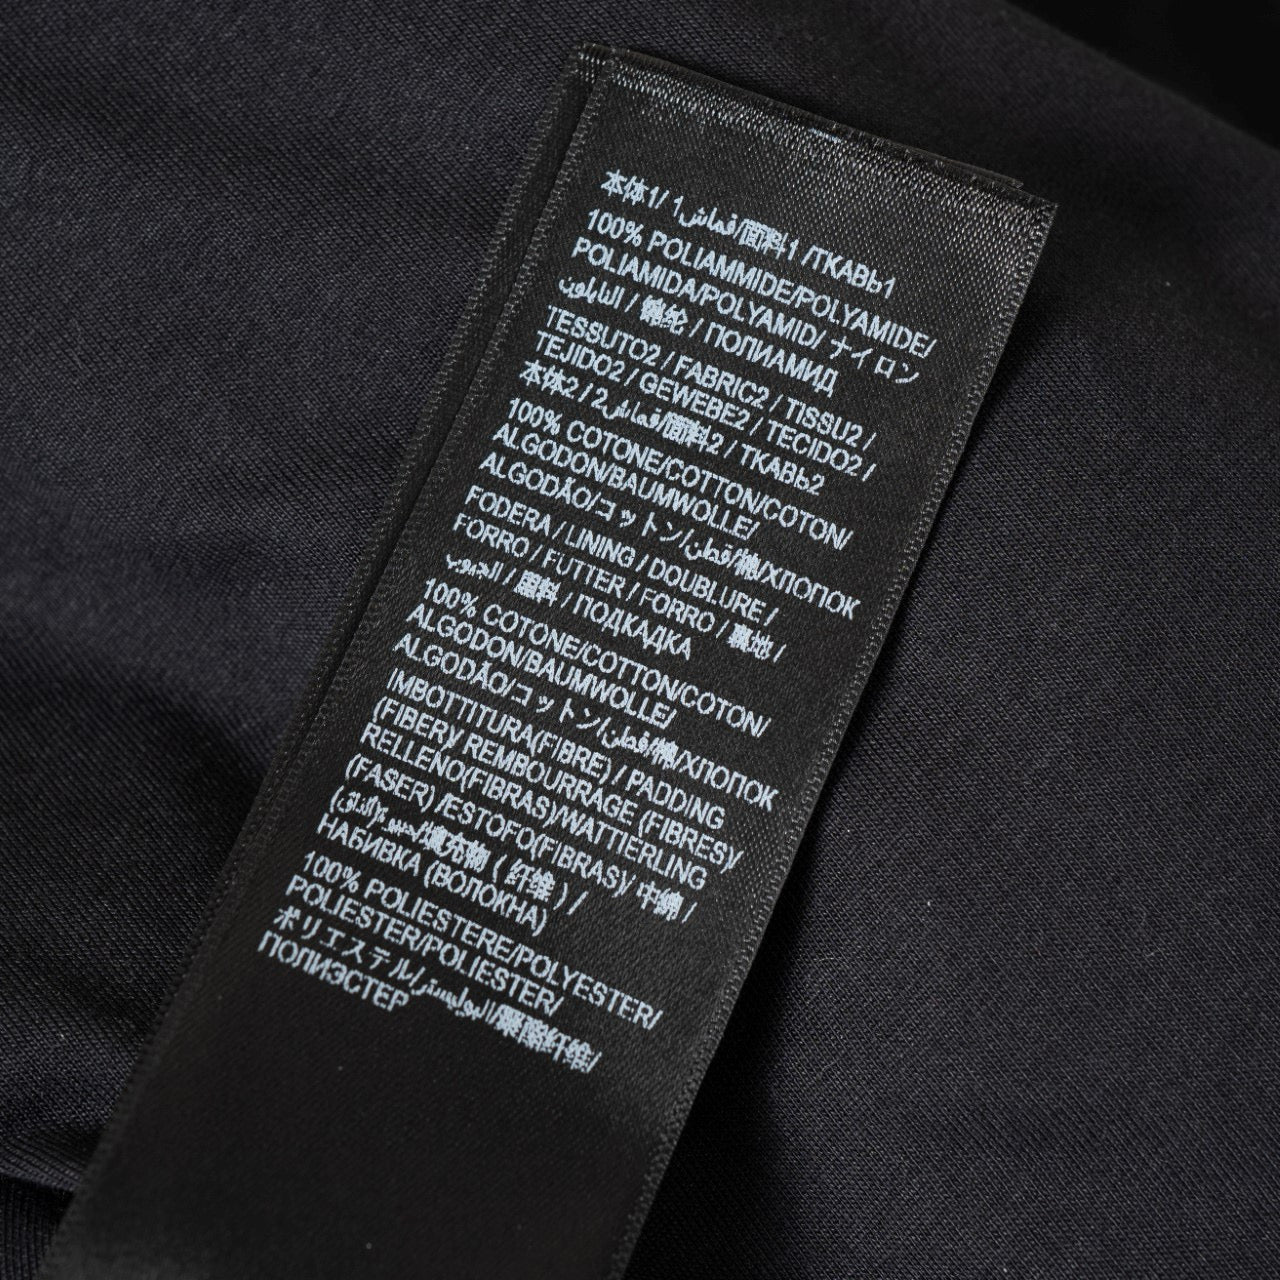 本体1/ 1قماش/面料1 /ТКАВЬ1
100% POLIAMMIDE/POLYAMIDE/
POLIAMIDA/POLYAMID/ ナイロン
النايلون / 锦纶 / ПОЛИАМИД
TESSUTO2 / FABRIC2 / TISSU2 /
TEJIDO2 / GEWEBE2 / TECIDO2 /
本体2 / 2قماش/面料2 / ТКАВЬ2
100% COTONE/COTTON/COTON/
ALGODON/BAUMWOLLE/
ALGODÃO/コットン/قطن/棉/ХЛОПОК
FODERA / LINING / DOUBLURE /
FORRO / FUTTER / FORRO / 裏地 /
الجيوب / 里料 / ПОДКАДКА
100% COTONE/COTTON/COTON/
ALGODON/BAUMWOLLE/
ALGODÃO/コットン/قطن/棉/ХЛОПОК
IMBOTTITURA(FIBRE) / PADDING
(FIBER)/ REMBOURRAGE (FIBRES)/
RELLENO(FIBRAS)/WATTIERLING
(FASER) /ESTOFO(FIBRAS)/ 中綿 /
/填充物 ( 纤维 ) /
НАБИВКА (ВОЛОКНА)
100% POLIESTERE/POLYESTER/
POLIESTER/POLIESTER/
ポリエステル/البوليستر/聚酯纤维/
ПОЛИЭСТЕР